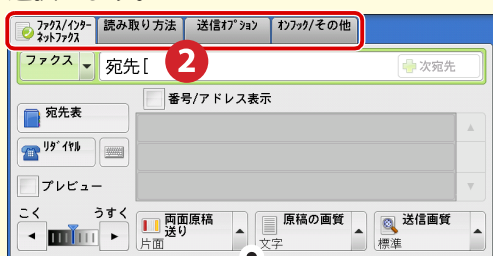 ファクス/インター
ネットファクス
読み取り方法
送信オプション
オンフック/その他
ファクス
宛先[
2
次宛先
番号/アドレス表示
宛先表
リダイヤル
プレビュー
こく
うすく
両面原稿
送り
片面
原稿の画質
文字
送信画質
標準